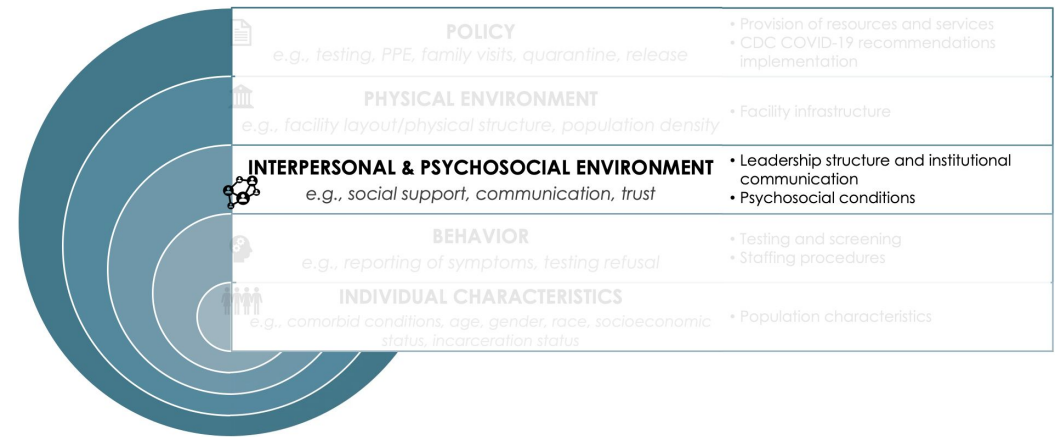 POLICY
e.g., testing, PPE, family visits, quarantine, release
• Provision of resources and services
• CDC COVID-19 recommendations
implementation
PHYSICAL ENVIRONMENT
e.g., facility layout/physical structure, population density
• Facility infrastructure
INTERPERSONAL & PSYCHOSOCIAL ENVIRONMENT
e.g., social support, communication, trust
• Leadership structure and institutional
communication
• Psychosocial conditions
BEHAVIOR
e.g., reporting of symptoms, testing refusal
• Testing and screening
• Staffing procedures
INDIVIDUAL CHARACTERISTICS
e.g., comorbid conditions, age, gender, race, socioeconomic
status, incarceration status
• Population characteristics